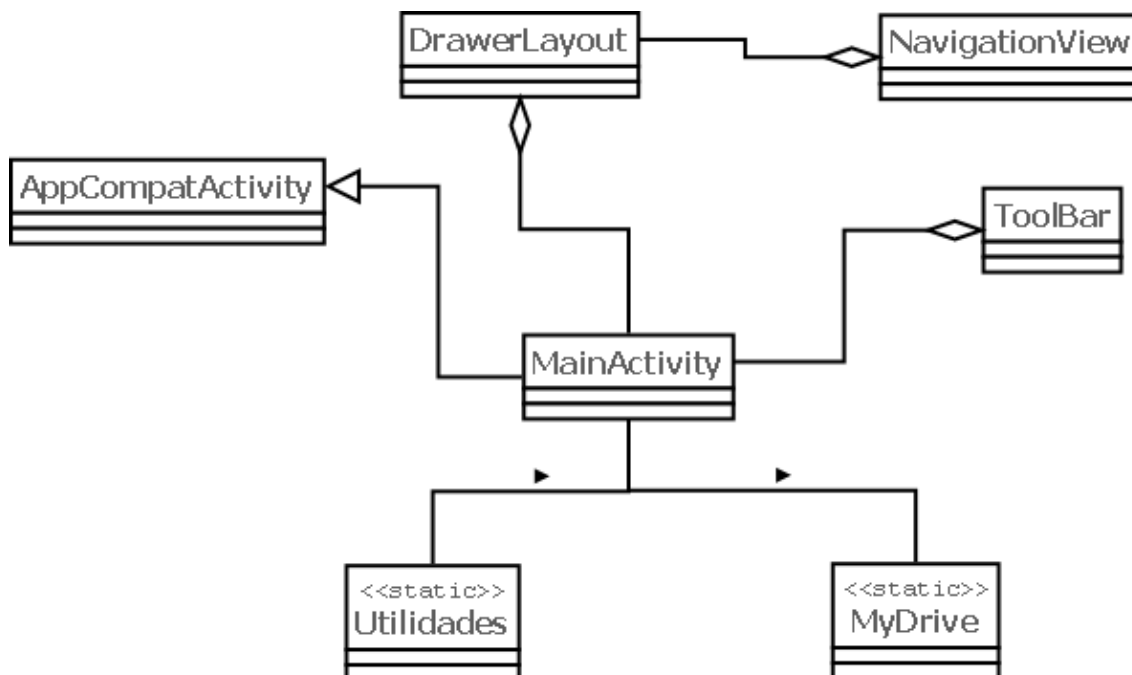 DrawerLayout
NavigationView
AppCompatActivity
ToolBar
MainActivity
<<static>>
Utilidades
<<static>>
MyDrive